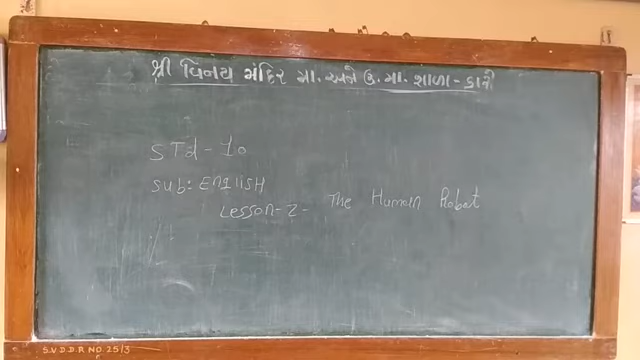 શ્રી વિનય મંદિર મા. અને ઉ. મા. શાળા - કાત્રી
STd - 10
Sub: ENglISH
Lesson - 2 - The Human Robot
S.V.D.D.R NO. 25/3